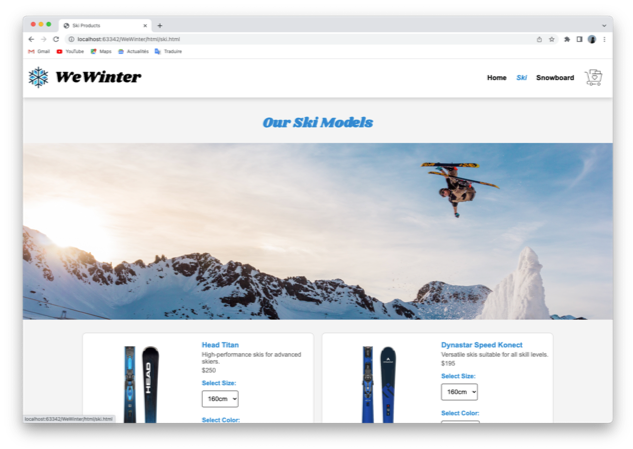 Ski Products
localhost:63342/WeWinter/html/ski.html
Gmail YouTube Maps Actualités Traduire
WeWinter
Home Ski Snowboard
Our Ski Models
Head Titan
High-performance skis for advanced
skiers.
$250
Select Size:
160cm
Select Color:
HEAD
Dynastar Speed Konect
Versatile skis suitable for all skill levels.
$195
Select Size:
160cm
Select Color:
localhost:63342/WeWinter/html/ski.html